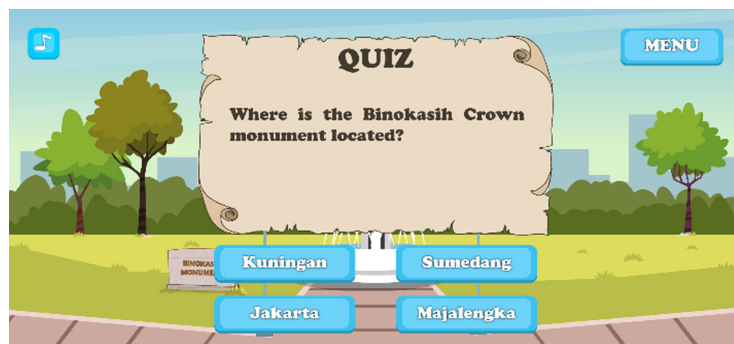 QUIZ
MENU
Where is the Binokasih Crown
monument located?
Kuningan
Sumedang
Jakarta
Majalengka